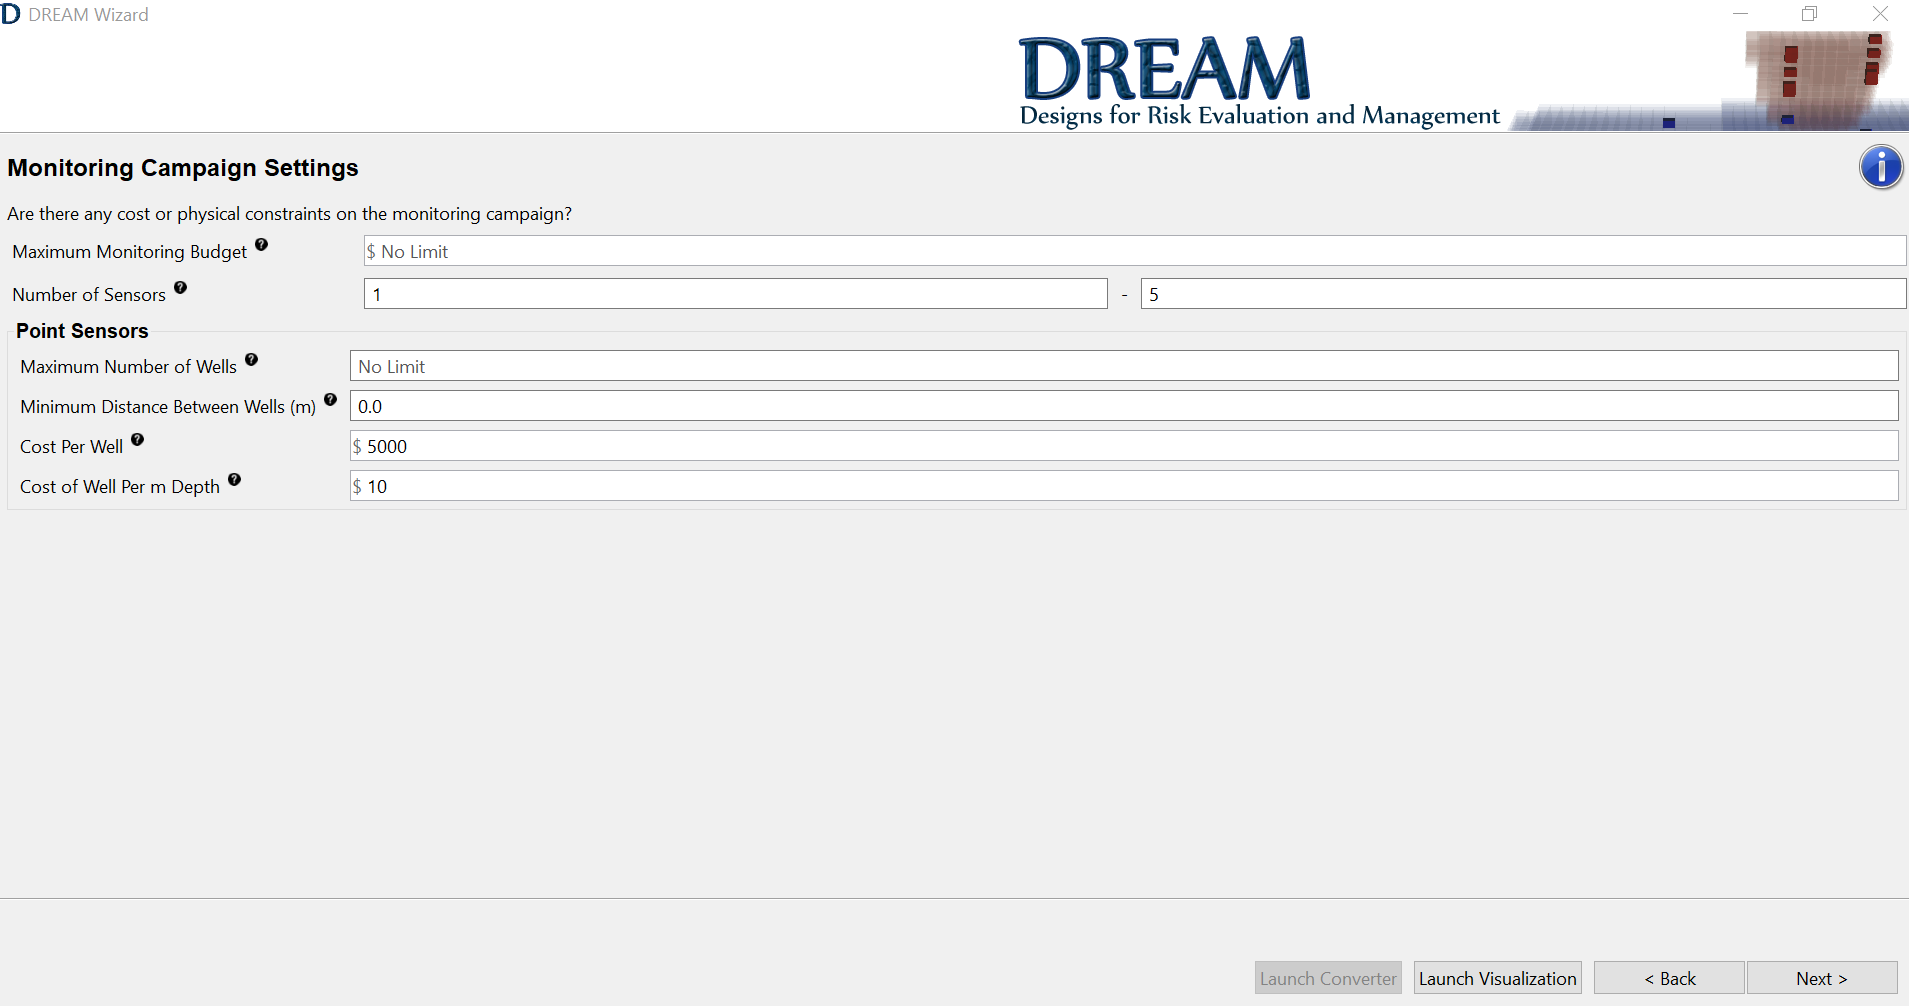 DREAM Wizard
DREAM
Designs for Risk Evaluation and Management
Monitoring Campaign Settings
Are there any cost or physical constraints on the monitoring campaign?
Maximum Monitoring Budget ? $ No Limit
Number of Sensors ? 1 - 5
Point Sensors
Maximum Number of Wells ? No Limit
Minimum Distance Between Wells (m) ? 0.0
Cost Per Well ? $ 5000
Cost of Well Per m Depth ? $ 10
Launch Converter Launch Visualization < Back Next >